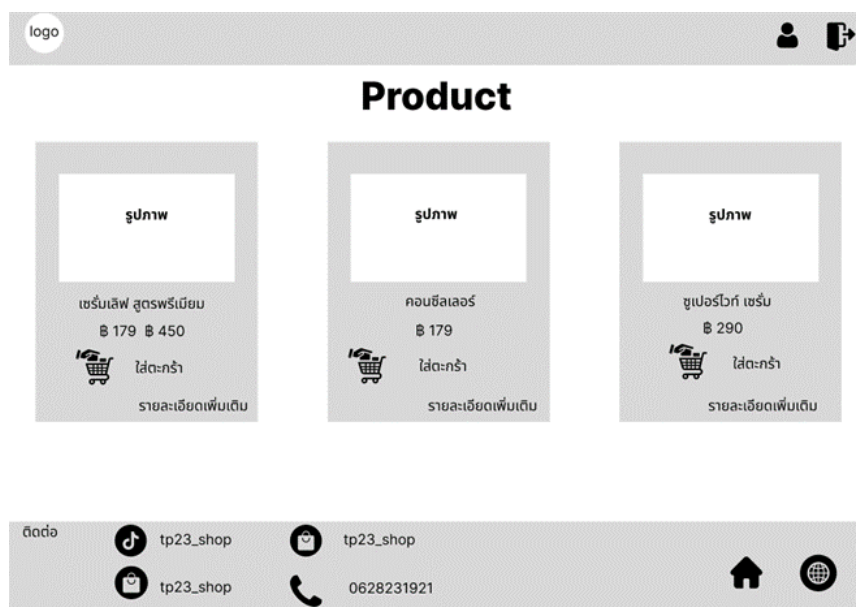 logo
Product
รูปภาพ
เซรั่มเลิฟ สูตรพรีเมียม
฿ 179 ฿ 450
ใส่ตะกร้า
รายละเอียดเพิ่มเติม
รูปภาพ
คอนซีลเลอร์
฿ 179
ใส่ตะกร้า
รายละเอียดเพิ่มเติม
รูปภาพ
ซูเปอร์ไวท์ เซรั่ม
฿ 290
ใส่ตะกร้า
รายละเอียดเพิ่มเติม
ติดต่อ
tp23_shop
tp23_shop
tp23_shop
0628231921